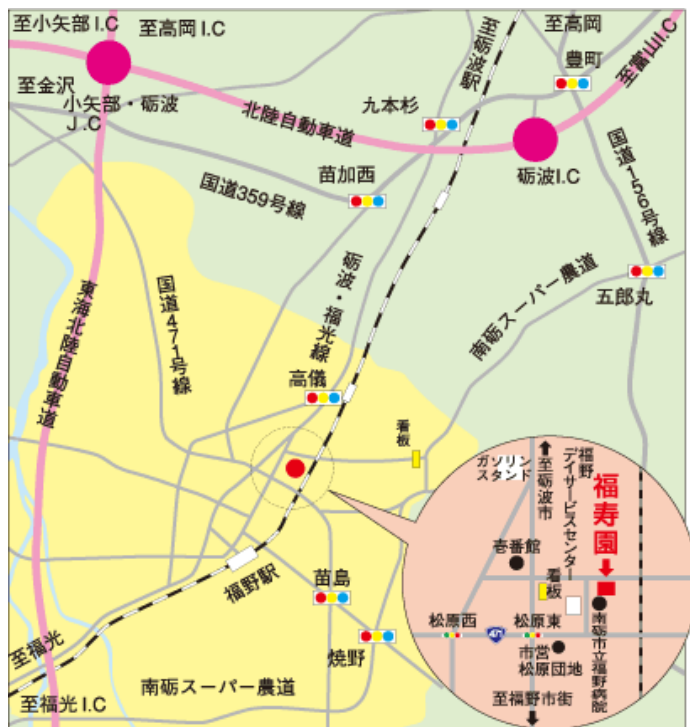 至小矢部I.C
至高岡I.C
至高岡
至砺波駅
至富山I.C
豊町
至金沢
小矢部・砺波
J.C
北陸自動車道
九本杉
砺波I.C
国道156号線
苗加西
国道359号線
砺波・福光線
南砺スーパー農道
五郎丸
国道471号線
東海北陸自動車道
高儀
看板
福野駅
苗島
焼野
至福光
至福光I.C
南砺スーパー農道
ガソリン
スタンド
至砺波市
福野
デイサービスセンター
福寿園
壱番館
看板
松原西
471
松原東
市営
松原団地
南砺市立福野病院
至福野市街